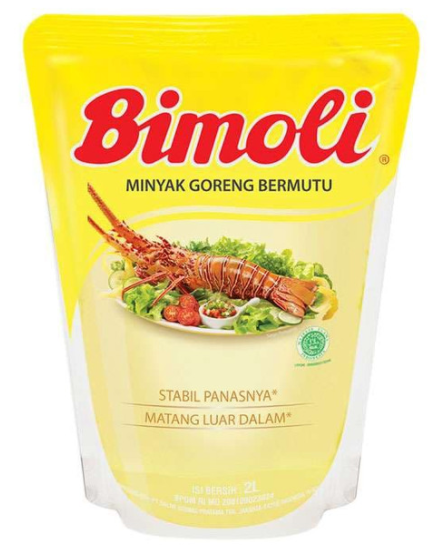 Bimoli®
MINYAK GORENG BERMUTU
STABIL PANASNYA*
MATANG LUAR DALAM*
ISI BERSIH : 2L